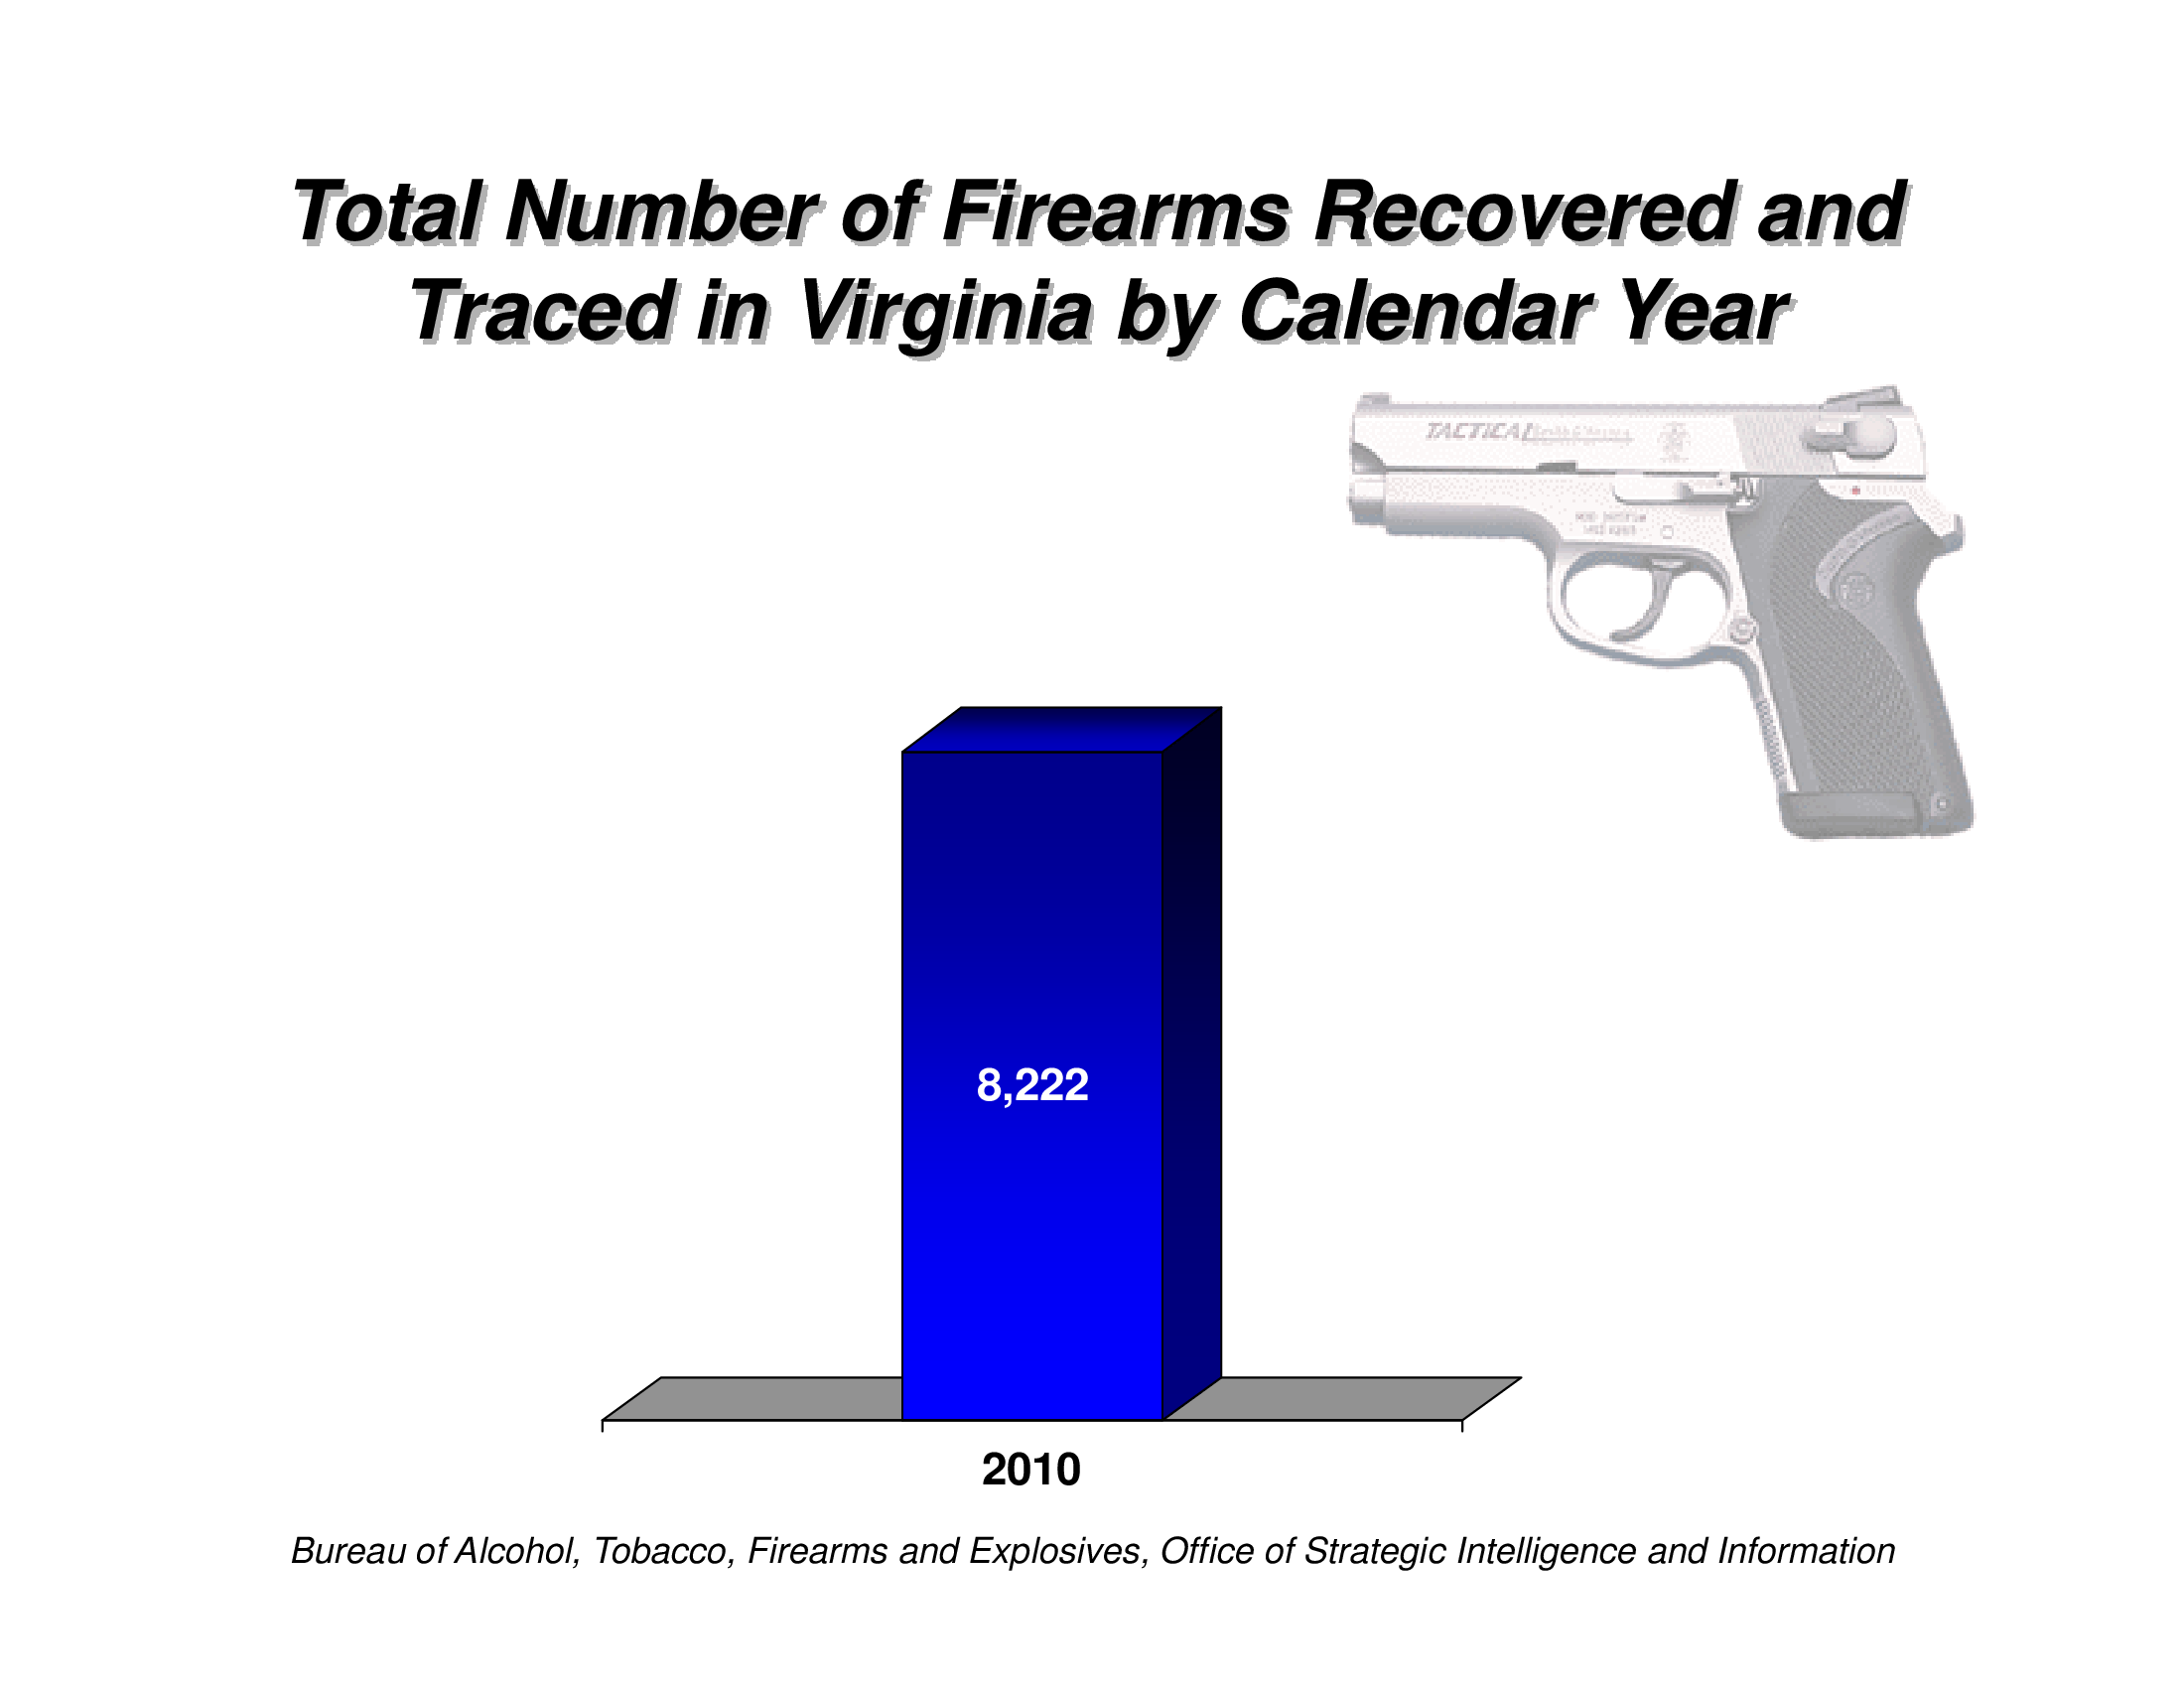 Total Number of Firearms Recovered and
Traced in Virginia by Calendar Year
TACTICAL
8,222
2010
Bureau of Alcohol, Tobacco, Firearms and Explosives, Office of Strategic Intelligence and Information